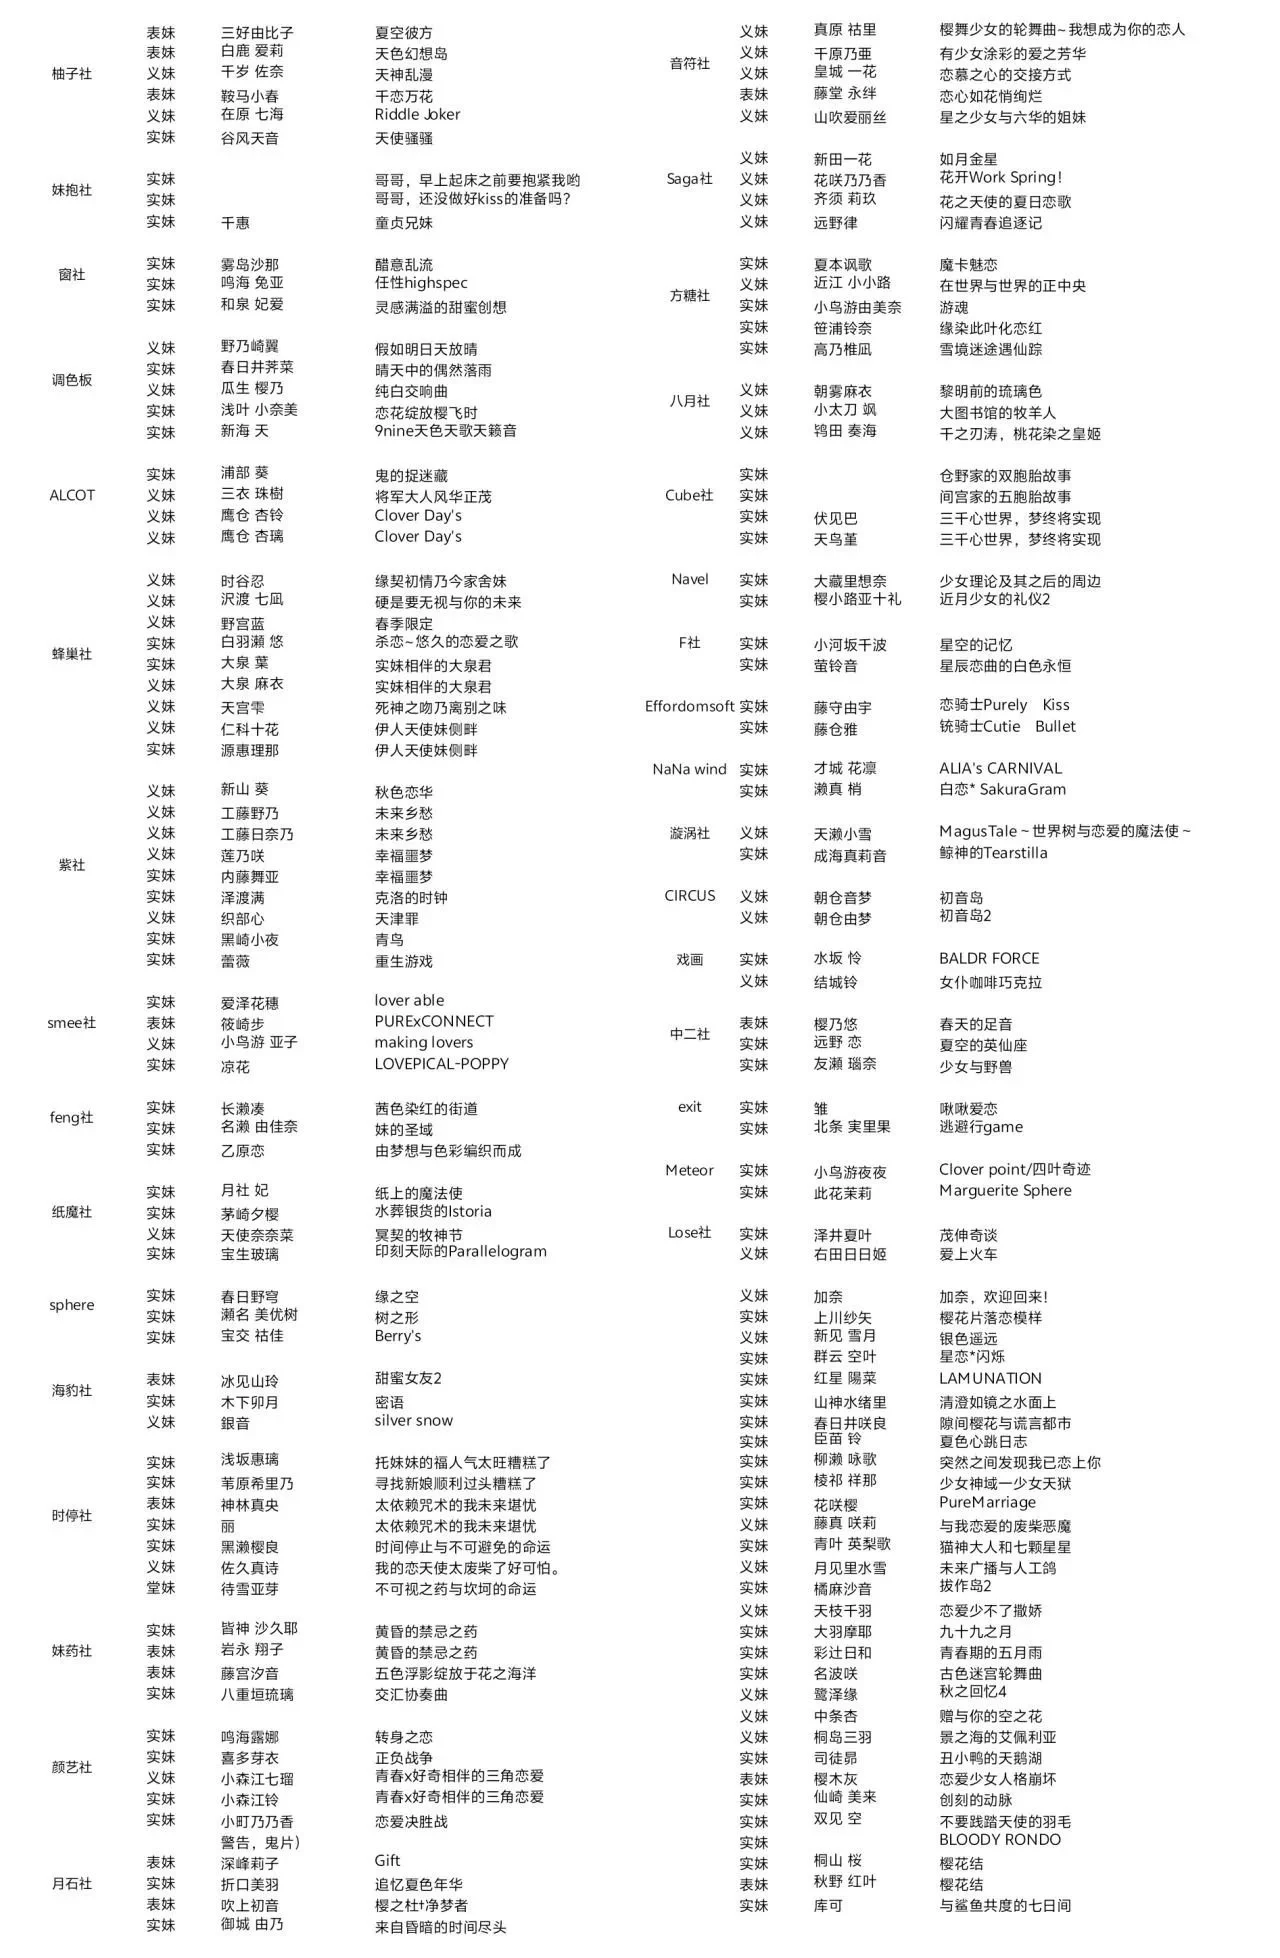 柚子社
表妹 三好由比子 夏空彼方
表妹 白鹿 爱莉 天色幻想岛
义妹 千岁 佐奈 天神乱漫
表妹 鞍马小春 千恋万花
义妹 在原 七海 Riddle Joker
实妹 谷风天音 天使骚骚
妹抱社
实妹 哥哥，早上起床之前要抱紧我哟
实妹 哥哥，还没做好kiss的准备吗？
实妹 千惠 童贞兄妹
窗社
实妹 雾岛沙那 醋意乱流
实妹 鸣海 兔亚 任性highspec
实妹 和泉 妃爱 灵感满溢的甜蜜创想
调色板
义妹 野乃崎翼 假如明日天放晴
实妹 春日井荠菜 晴天中的偶然落雨
义妹 瓜生 樱乃 纯白交响曲
实妹 浅叶 小奈美 恋花绽放樱飞时
实妹 新海 天 9nine天色天歌天籁音
ALCOT
实妹 浦部 葵 鬼的捉迷藏
义妹 三衣 珠樹 将军大人风华正茂
义妹 鹰仓 杏铃 Clover Day's
义妹 鹰仓 杏璃 Clover Day's
蜂巢社
义妹 时谷忍 缘契初情乃今家舍妹
义妹 沢渡 七凪 硬是要无视与你的未来
义妹 野宫蓝 春季限定
实妹 白羽瀬 悠 杀恋~悠久的恋爱之歌
实妹 大泉 葉 实妹相伴的大泉君
义妹 大泉 麻衣 实妹相伴的大泉君
实妹 天宫雫 死神之吻乃离别之味
义妹 仁科十花 伊人天使妹侧畔
实妹 源惠理那 伊人天使妹侧畔
紫社
义妹 新山 葵 秋色恋华
义妹 工藤野乃 未来乡愁
义妹 工藤日奈乃 未来乡愁
义妹 莲乃咲 幸福噩梦
实妹 内藤舞亚 幸福噩梦
实妹 泽渡满 克洛的时钟
义妹 织部心 天津罪
实妹 黑崎小夜 青鸟
实妹 蕾薇 重生游戏
smee社
实妹 爱泽花穗 lover able
表妹 筱崎步 PURExCONNECT
义妹 小鸟游 亚子 making lovers
实妹 凉花 LOVEPICAL-POPPY
feng社
实妹 长濑凑 茜色染红的街道
实妹 名濑 由佳奈 妹的圣域
实妹 乙原恋 由梦想与色彩编织而成
纸魔社
实妹 月社 妃 纸上的魔法使
实妹 茅崎夕樱 水葬银货的Istoria
义妹 天使奈奈菜 冥契的牧神节
实妹 宝生玻璃 印刻天际的Parallelogram
sphere
实妹 春日野穹 缘之空
实妹 瀬名 美优树 树之形
实妹 宝交 祜佳 Berry's
海豹社
表妹 冰见山玲 甜蜜女友2
实妹 木下卯月 密语
义妹 銀音 silver snow
时停社
实妹 浅坂惠璃 托妹妹的福人气太旺糟糕了
实妹 苇原希里乃 寻找新娘顺利过头糟糕了
表妹 神林真央 太依赖咒术的我未来堪忧
实妹 丽 太依赖咒术的我未来堪忧
实妹 黑濑樱良 时间停止与不可避免的命运
义妹 佐久真诗 我的恋天使太废柴了好可怕。
堂妹 待雪亚芽 不可视之药与坎坷的命运
妹药社
实妹 皆神 沙久耶 黄昏的禁忌之药
表妹 岩永 翔子 黄昏的禁忌之药
表妹 藤宫汐音 五色浮影绽放于花之海洋
实妹 八重垣琉璃 交汇协奏曲
颜艺社
实妹 鸣海露娜 转身之恋
实妹 喜多芽衣 正负战争
义妹 小森江七瑠 青春x好奇相伴的三角恋爱
实妹 小森江铃 青春x好奇相伴的三角恋爱
实妹 小町乃乃香 恋爱决胜战
警告，鬼片）
月石社
表妹 深峰莉子 Gift
实妹 折口美羽 追忆夏色年华
表妹 吹上初音 樱之杜†净梦者
实妹 御城 由乃 来自昏暗的时间尽头
音符社
义妹 真原 祜里 樱舞少女的轮舞曲~我想成为你的恋人
义妹 千原乃亜 有少女涂彩的爱之芳华
义妹 皇城 一花 恋慕之心的交接方式
表妹 藤堂 永绊 恋心如花悄绚烂
义妹 山吹爱丽丝 星之少女与六华的姐妹
Saga社
义妹 新田一花 如月金星
义妹 花咲乃乃香 花开Work Spring！
义妹 齐须 莉玖 花之天使的夏日恋歌
义妹 远野律 闪耀青春追逐记
方糖社
实妹 夏本讽歌 魔卡魅恋
义妹 近江 小小路 在世界与世界的正中央
实妹 小鸟游由美奈 游魂
实妹 笹浦铃奈 缘染此叶化恋红
实妹 高乃椎凪 雪境迷途遇仙踪
八月社
义妹 朝雾麻衣 黎明前的琉璃色
义妹 小太刀 飒 大图书馆的牧羊人
义妹 鸨田 奏海 千之刃涛，桃花染之皇姬
Cube社
实妹 仓野家的双胞胎故事
实妹 间宫家的五胞胎故事
实妹 伏见巴 三千心世界，梦终将实现
实妹 天鸟堇 三千心世界，梦终将实现
Navel
实妹 大藏里想奈 少女理论及其之后的周边
实妹 樱小路亚十礼 近月少女的礼仪2
F社
实妹 小河坂千波 星空的记忆
实妹 萤铃音 星辰恋曲的白色永恒
Effordomsoft
实妹 藤守由宇 恋骑士Purely Kiss
实妹 藤仓雅 铳骑士Cutie Bullet
NaNa wind
实妹 才城 花凛 ALIA's CARNIVAL
实妹 濑真 梢 白恋* SakuraGram
漩涡社
义妹 天濑小雪 MagusTale～世界树与恋爱的魔法使～
实妹 成海真莉音 鲸神的Tearstilla
CIRCUS
义妹 朝仓音梦 初音岛
义妹 朝仓由梦 初音岛2
戏画
实妹 水坂 怜 BALDR FORCE
义妹 结城铃 女仆咖啡巧克拉
中二社
表妹 樱乃悠 春天的足音
实妹 远野 恋 夏空的英仙座
实妹 友瀬 瑙奈 少女与野兽
exit
实妹 雏 啾啾爱恋
实妹 北条 実里果 逃避行game
Meteor
实妹 小鸟游夜夜 Clover point/四叶奇迹
实妹 此花茉莉 Marguerite Sphere
Lose社
实妹 泽井夏叶 茂伸奇谈
义妹 右田日日姬 爱上火车
义妹 加奈 加奈，欢迎回来！
实妹 上川纱矢 樱花片落恋模样
义妹 新见 雪月 银色遥远
实妹 群云 空叶 星恋*闪烁
实妹 红星 陽菜 LAMUNATION
实妹 山神水绪里 清澄如镜之水面上
实妹 春日井咲良 隙间樱花与谎言都市
实妹 臣苗 铃 夏色心跳日志
实妹 柳濑 咏歌 突然之间发现我已恋上你
实妹 棱祁 祥那 少女神域一少女天狱
实妹 花咲樱 PureMarriage
义妹 藤真 咲莉 与我恋爱的废柴恶魔
实妹 青叶 英梨歌 猫神大人和七颗星星
义妹 月见里水雪 未来广播与人工鸽
实妹 橘麻沙音 拔作岛2
义妹 天枝千羽 恋爱少不了撒娇
实妹 大羽摩耶 九十九之月
实妹 彩辻日和 青春期的五月雨
实妹 名波咲 古色迷宫轮舞曲
义妹 鹭泽缘 秋之回忆4
义妹 中条杏 赠与你的空之花
义妹 桐岛三羽 景之海的艾佩利亚
实妹 司徒昴 丑小鸭的天鹅湖
表妹 樱木灰 恋爱少女人格崩坏
实妹 仙崎 美来 创刻的动脉
实妹 双见 空 不要践踏天使的羽毛
实妹 BLOODY RONDO
实妹 桐山 桜 樱花结
表妹 秋野 红叶 樱花结
实妹 库可 与鲨鱼共度的七日间